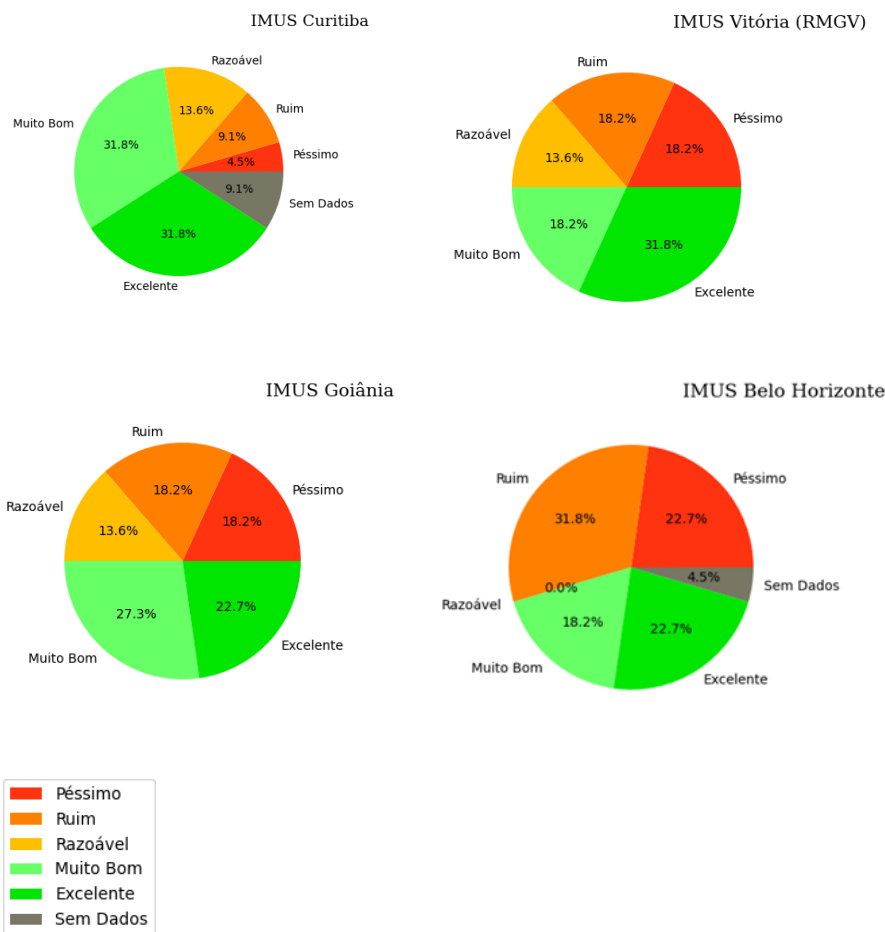 IMUS Curitiba
Razoável
Ruim
Muito Bom
13.6%
9.1%
31.8%
4.5%
Péssimo
9.1%
Sem Dados
31.8%
Excelente
IMUS Vitória (RMGV)
Ruim
18.2%
Péssimo
Razoável
13.6%
18.2%
18.2%
31.8%
Muito Bom
Excelente
IMUS Goiânia
Ruim
18.2%
Péssimo
Razoável
13.6%
18.2%
27.3%
22.7%
Muito Bom
Excelente
IMUS Belo Horizonte
Ruim
Péssimo
31.8%
22.7%
0.0%
4.5%
Sem Dados
Razoável
18.2%
22.7%
Muito Bom
Excelente
Péssimo
Ruim
Razoável
Muito Bom
Excelente
Sem Dados